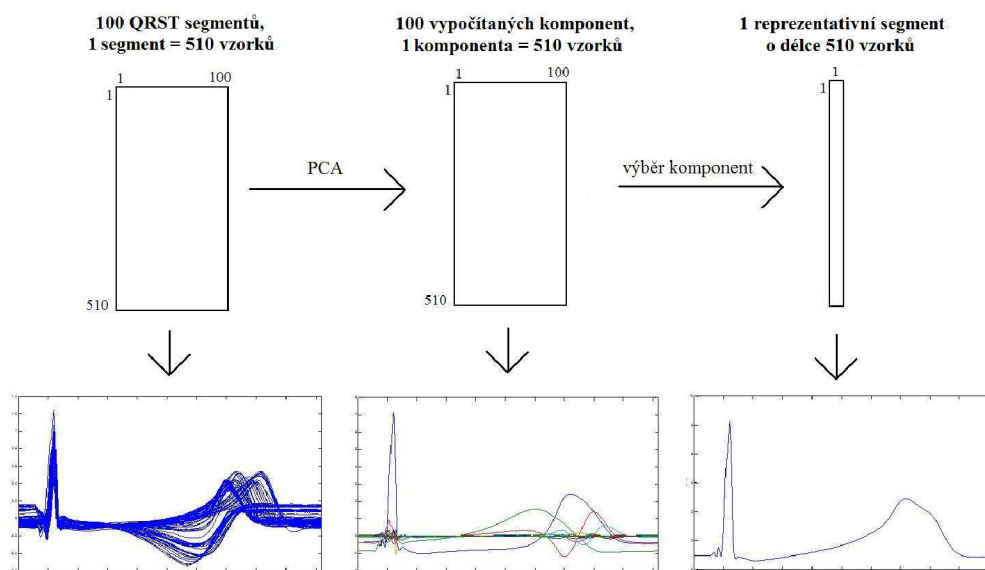 100 QRST segmentů,
1 segment = 510 vzorků
100 vypočítaných komponent,
1 komponenta = 510 vzorků
1 reprezentativní segment
o délce 510 vzorků
1
100
1
510
PCA
1
100
1
510
výběr komponent
1
1